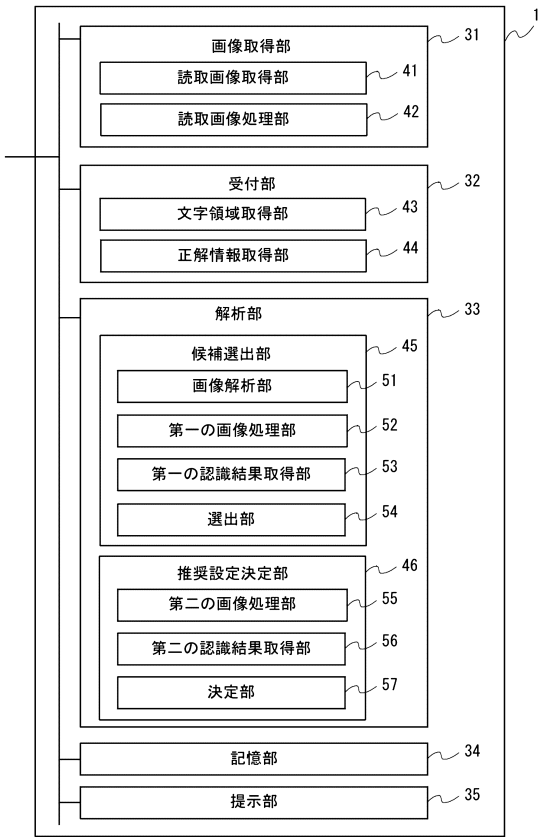 1
画像取得部 31
読取画像取得部 41
読取画像処理部 42
受付部 32
文字領域取得部 43
正解情報取得部 44
解析部 33
候補選出部 45
画像解析部 51
第一の画像処理部 52
第一の認識結果取得部 53
選出部 54
推奨設定決定部 46
第二の画像処理部 55
第二の認識結果取得部 56
決定部 57
記憶部 34
提示部 35